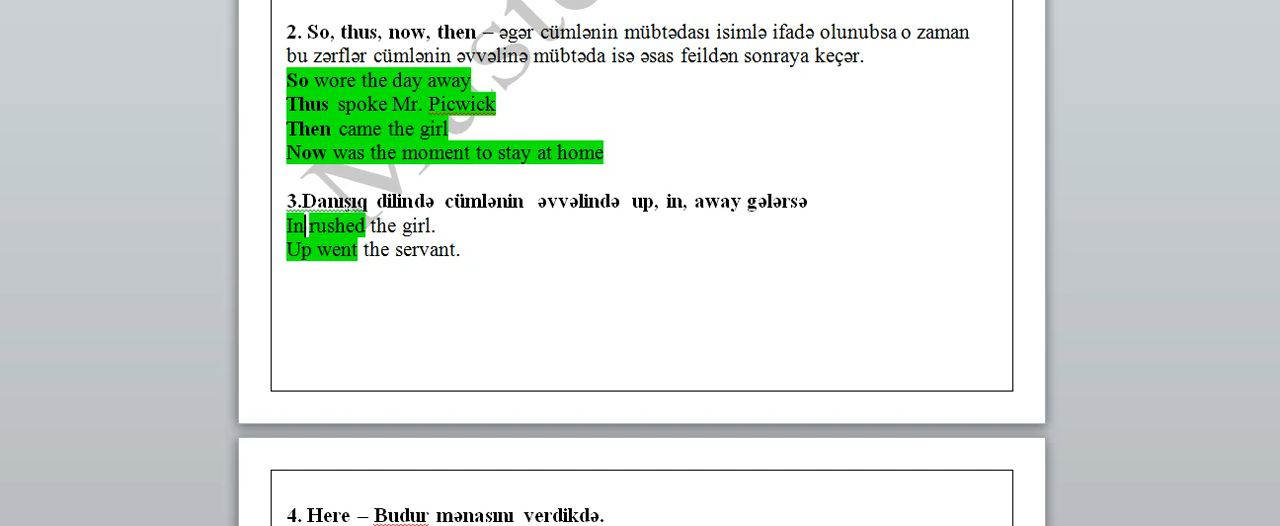 2. So, thus, now, then – əgər cümlənin mübtədası isimlə ifadə olunubsa o zaman
bu zərflər cümlənin əvvəlinə mübtəda isə əsas feildən sonraya keçər.
So wore the day away
Thus spoke Mr. Picwick
Then came the girl
Now was the moment to stay at home
3.Danışıq dilində cümlənin əvvəlində up, in, away gələrsə
In rushed the girl.
Up went the servant.
4. Here – Budur mənasını verdikdə.